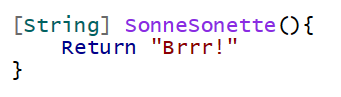 [String] SonneSonette(){
    Return "Brrr!"
}